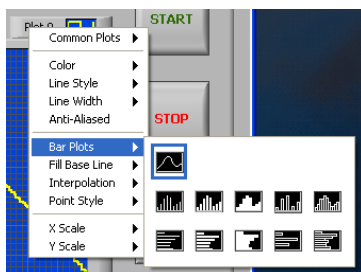 Plot 0
START
Common Plots
Color
Line Style
Line Width
Anti-Aliased
STOP
Bar Plots
Fill Base Line
Interpolation
Point Style
X Scale
Y Scale